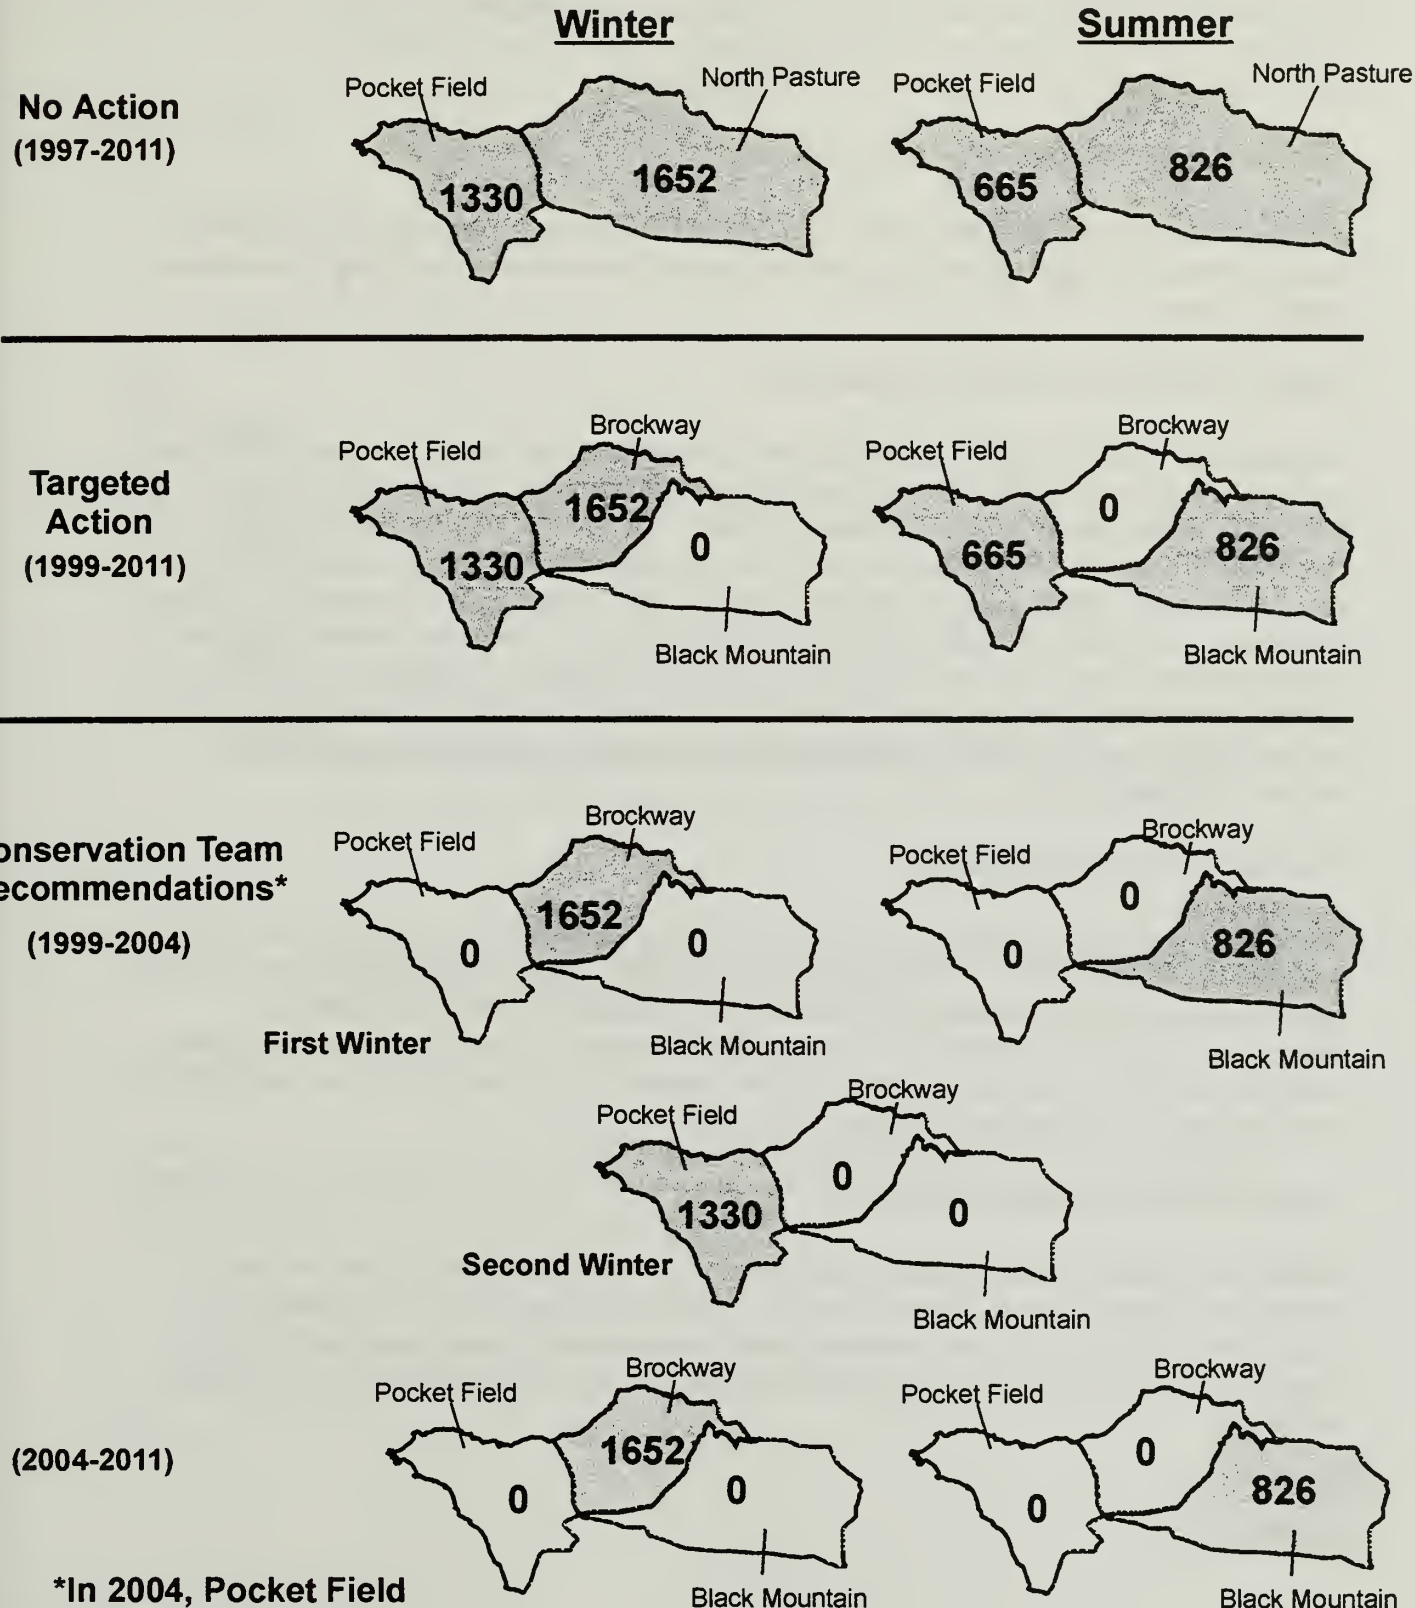 Winter
Summer
No Action
(1997-2011)
Pocket Field
North Pasture
1330
1652
Pocket Field
North Pasture
665
826
Targeted
Action
(1999-2011)
Pocket Field
Brockway
1330
1652
0
Black Mountain
Pocket Field
Brockway
665
0
826
Black Mountain
onservation Team
ecommendations*
(1999-2004)
Pocket Field
Brockway
0
1652
0
First Winter
Black Mountain
Pocket Field
Brockway
0
0
826
Black Mountain
Pocket Field
Brockway
1330
0
0
Second Winter
Black Mountain
(2004-2011)
Pocket Field
Brockway
0
1652
0
Black Mountain
Pocket Field
Brockway
0
0
826
Black Mountain
*In 2004, Pocket Field